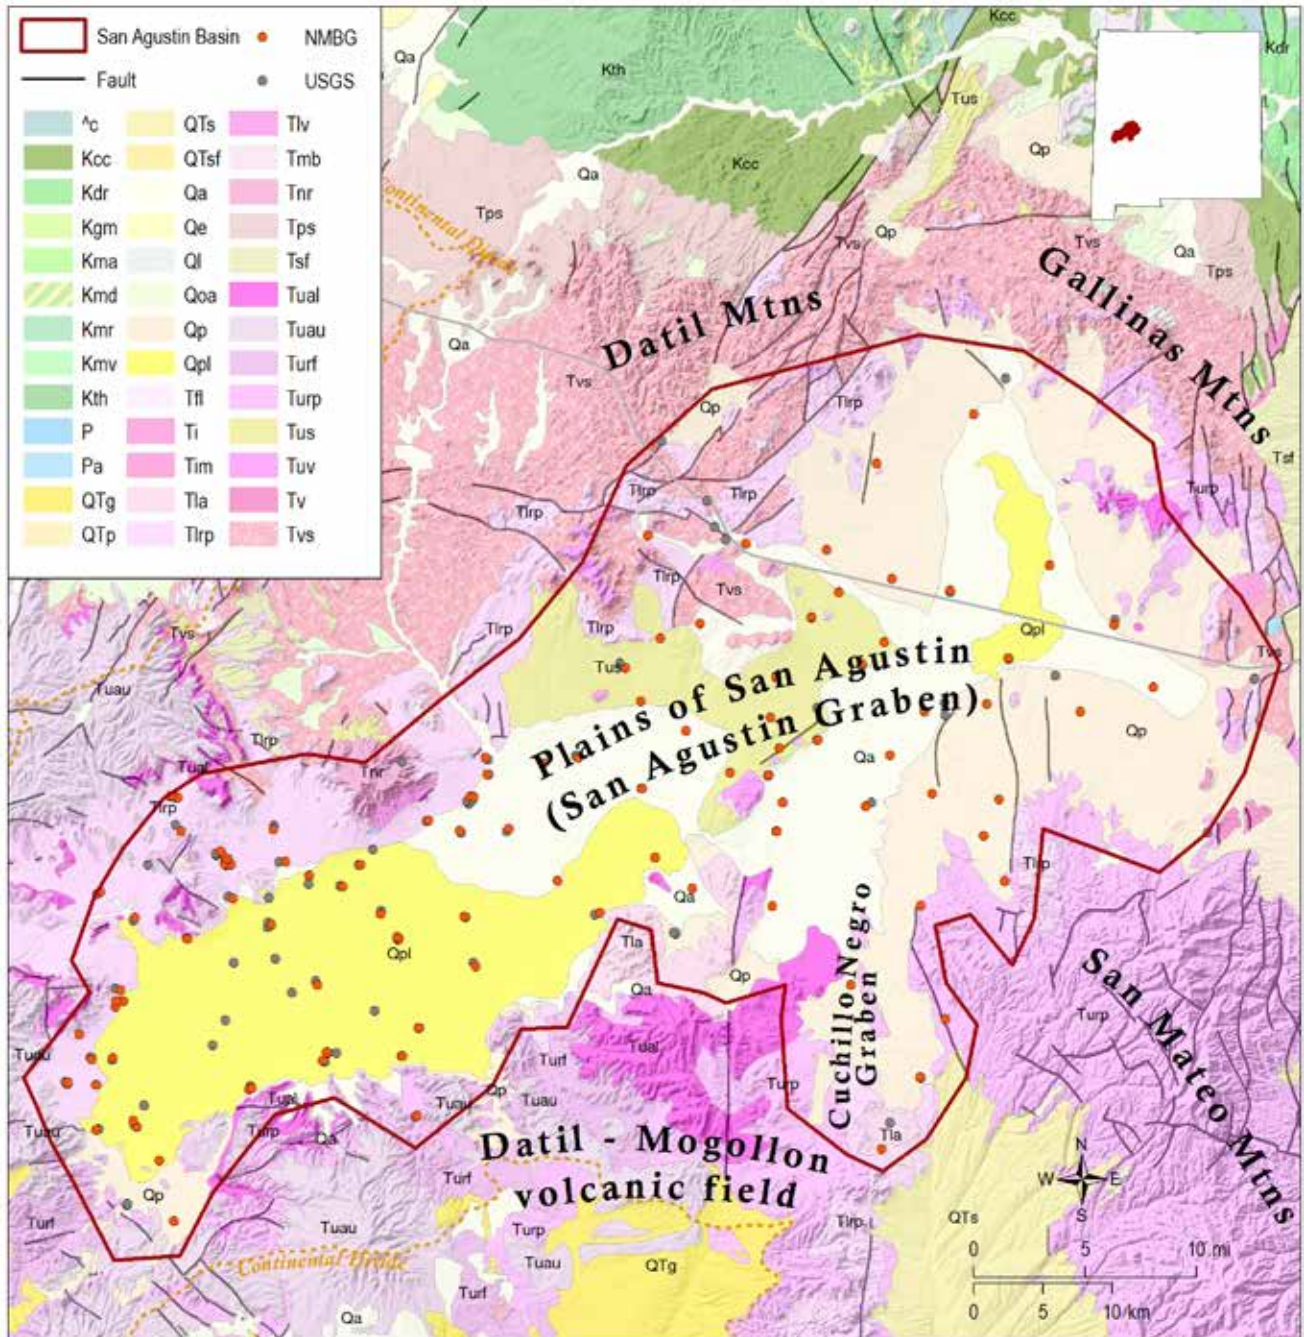 San Agustin Basin
NMBG
Fault
USGS
^c
QTs
Tlv
Kcc
QTsf
Tmb
Kdr
Qa
Tnr
Kgm
Qe
Tps
Kma
Ql
Tsf
Kmd
Qoa
Tual
Kmr
Qp
Tuau
Kmv
Qpl
Turf
Kth
Tfl
Turp
P
Ti
Tus
Pa
Tim
Tuv
QTg
Tla
Tv
QTp
Tlrp
Tvs
Qa
Kth
Kcc
Kdr
Tus
Qp
Kcc
Qa
Continental
Tps
Qp
Tvs
Tvs
Qa
Tps
Gallinas Mtns
Datil Mtns
Qa
Tvs
Qp
Tlrp
Tsf
Tlrp
Tlrp
Turp
Tlrp
Tlrp
Tvs
Tlrp
Tlrp
Qpl
Tvs
Tvs
Tus
Tuau
Tlrp
Plains of San Agustin
(San Agustin Graben)
Qp
Qa
Tual
Tnr
Tlrp
Tlrp
Qa
Cuchillo Negro
Graben
Tla
Qpl
Qp
Qa
San Mateo Mtns
Turp
Tuau
Turf
Tual
Turp
Qp
Tual
Tuau
Tuau
Turp
Qa
Tuau
Tla
Datil - Mogollon
volcanic field
N
W
E
S
Turf
Qp
Turf
Tuau
Turp
Tlrp
QTs
Tuau
QTg
Continental Divide
Turf
Qa
0
5
10 mi
0
5
10 km